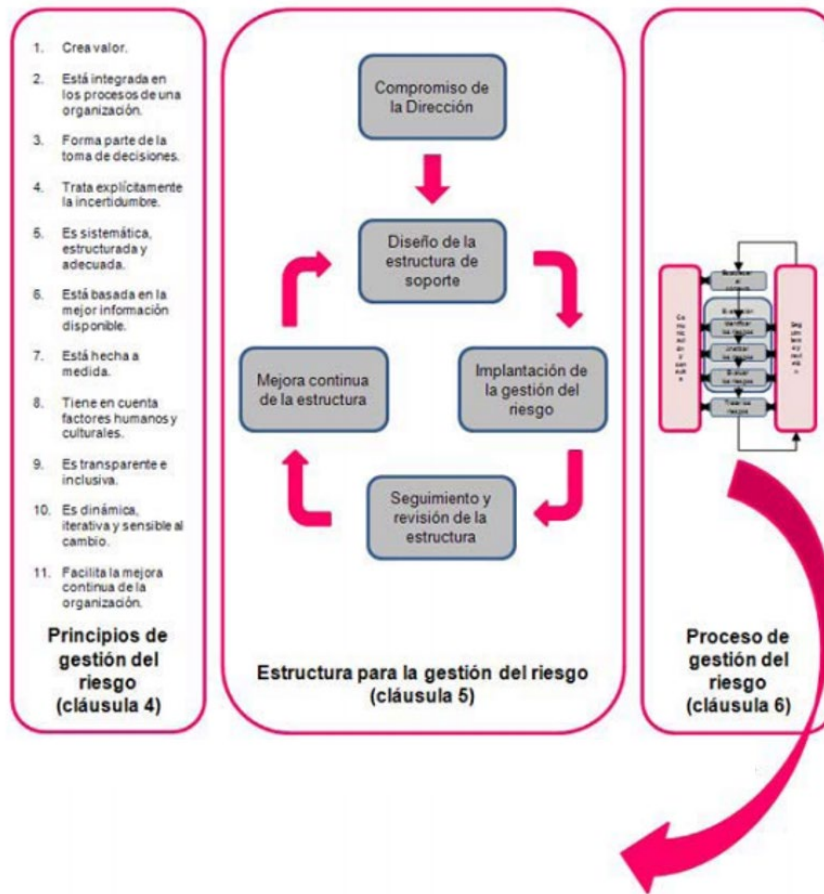 1. Crea valor.
2. Está integrada en
los procesos de una
organización.
3. Forma parte de la
toma de decisiones.
4. Trata explícitamente
la incertidumbre.
5. Es sistemática,
estructurada y
adecuada.
6. Está basada en la
mejor información
disponible.
7. Está hecha a
medida.
8. Tiene en cuenta
factores humanos y
culturales.
9. Es transparente e
inclusiva.
10. Es dinámica,
iterativa y sensible al
cambio.
11. Facilita la mejora
continua de la
organización.
Principios de
gestión del
riesgo
(cláusula 4)
Compromiso de
la Dirección
Diseño de la
estructura de
soporte
Mejora continua
de la estructura
Implantación de
la gestión del
riesgo
Seguimiento y
revisión de la
estructura
Estructura para la gestión del riesgo
(cláusula 5)
Proceso de
gestión del
riesgo
(cláusula 6)